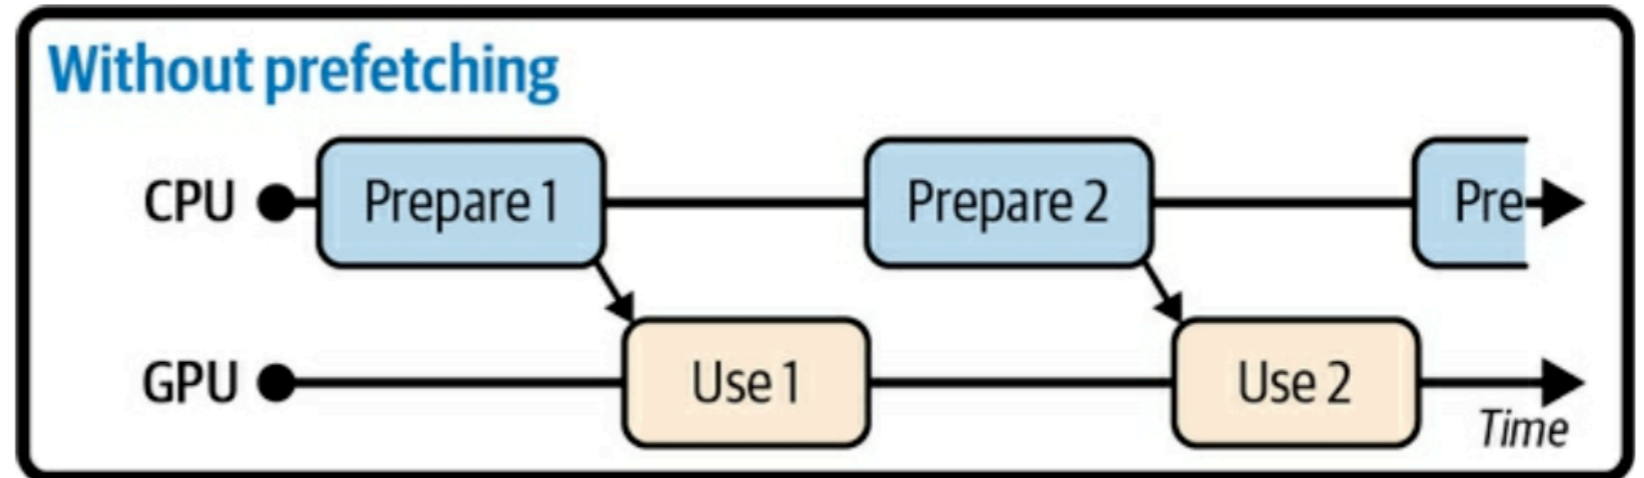 Without prefetching
CPU Prepare 1 Prepare 2 Pre
GPU Use 1 Use 2
Time